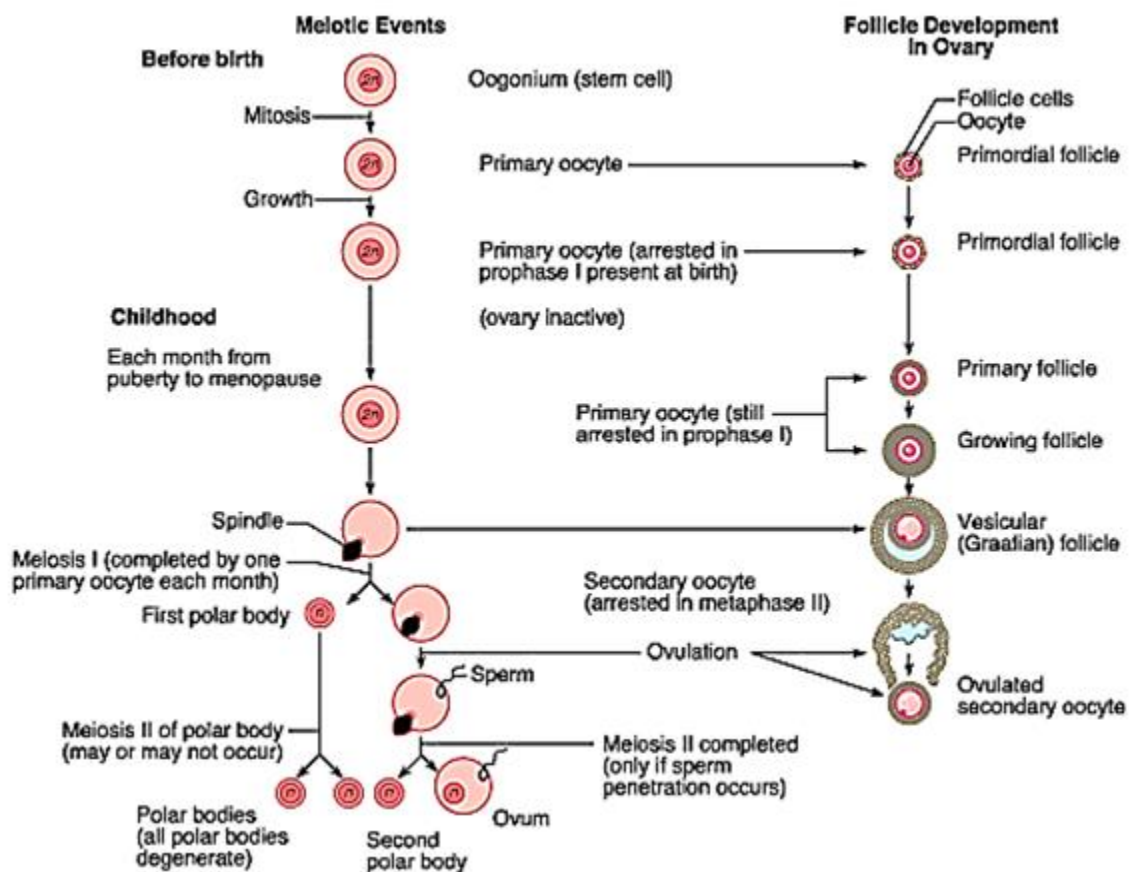 Meiotic Events
Follicle Development
in Ovary
Before birth
2n
Oogonium (stem cell)
Follicle cells
Oocyte
Mitosis
2n
Primary oocyte
Primordial follicle
Growth
2n
Primary oocyte (arrested in
prophase I present at birth)
Primordial follicle
(ovary inactive)
Childhood
Each month from
puberty to menopause
Primary follicle
2n
Primary oocyte (still
arrested in prophase I)
Growing follicle
Spindle
Vesicular
(Graafian) follicle
Meiosis I (completed by one
primary oocyte each month)
Secondary oocyte
(arrested in metaphase II)
First polar body
n
Ovulation
Sperm
Ovulated
secondary oocyte
Meiosis II of polar body
(may or may not occur)
Meiosis II completed
(only if sperm
penetration occurs)
n
n
n
n
Ovum
Polar bodies
(all polar bodies
degenerate)
Second
polar body